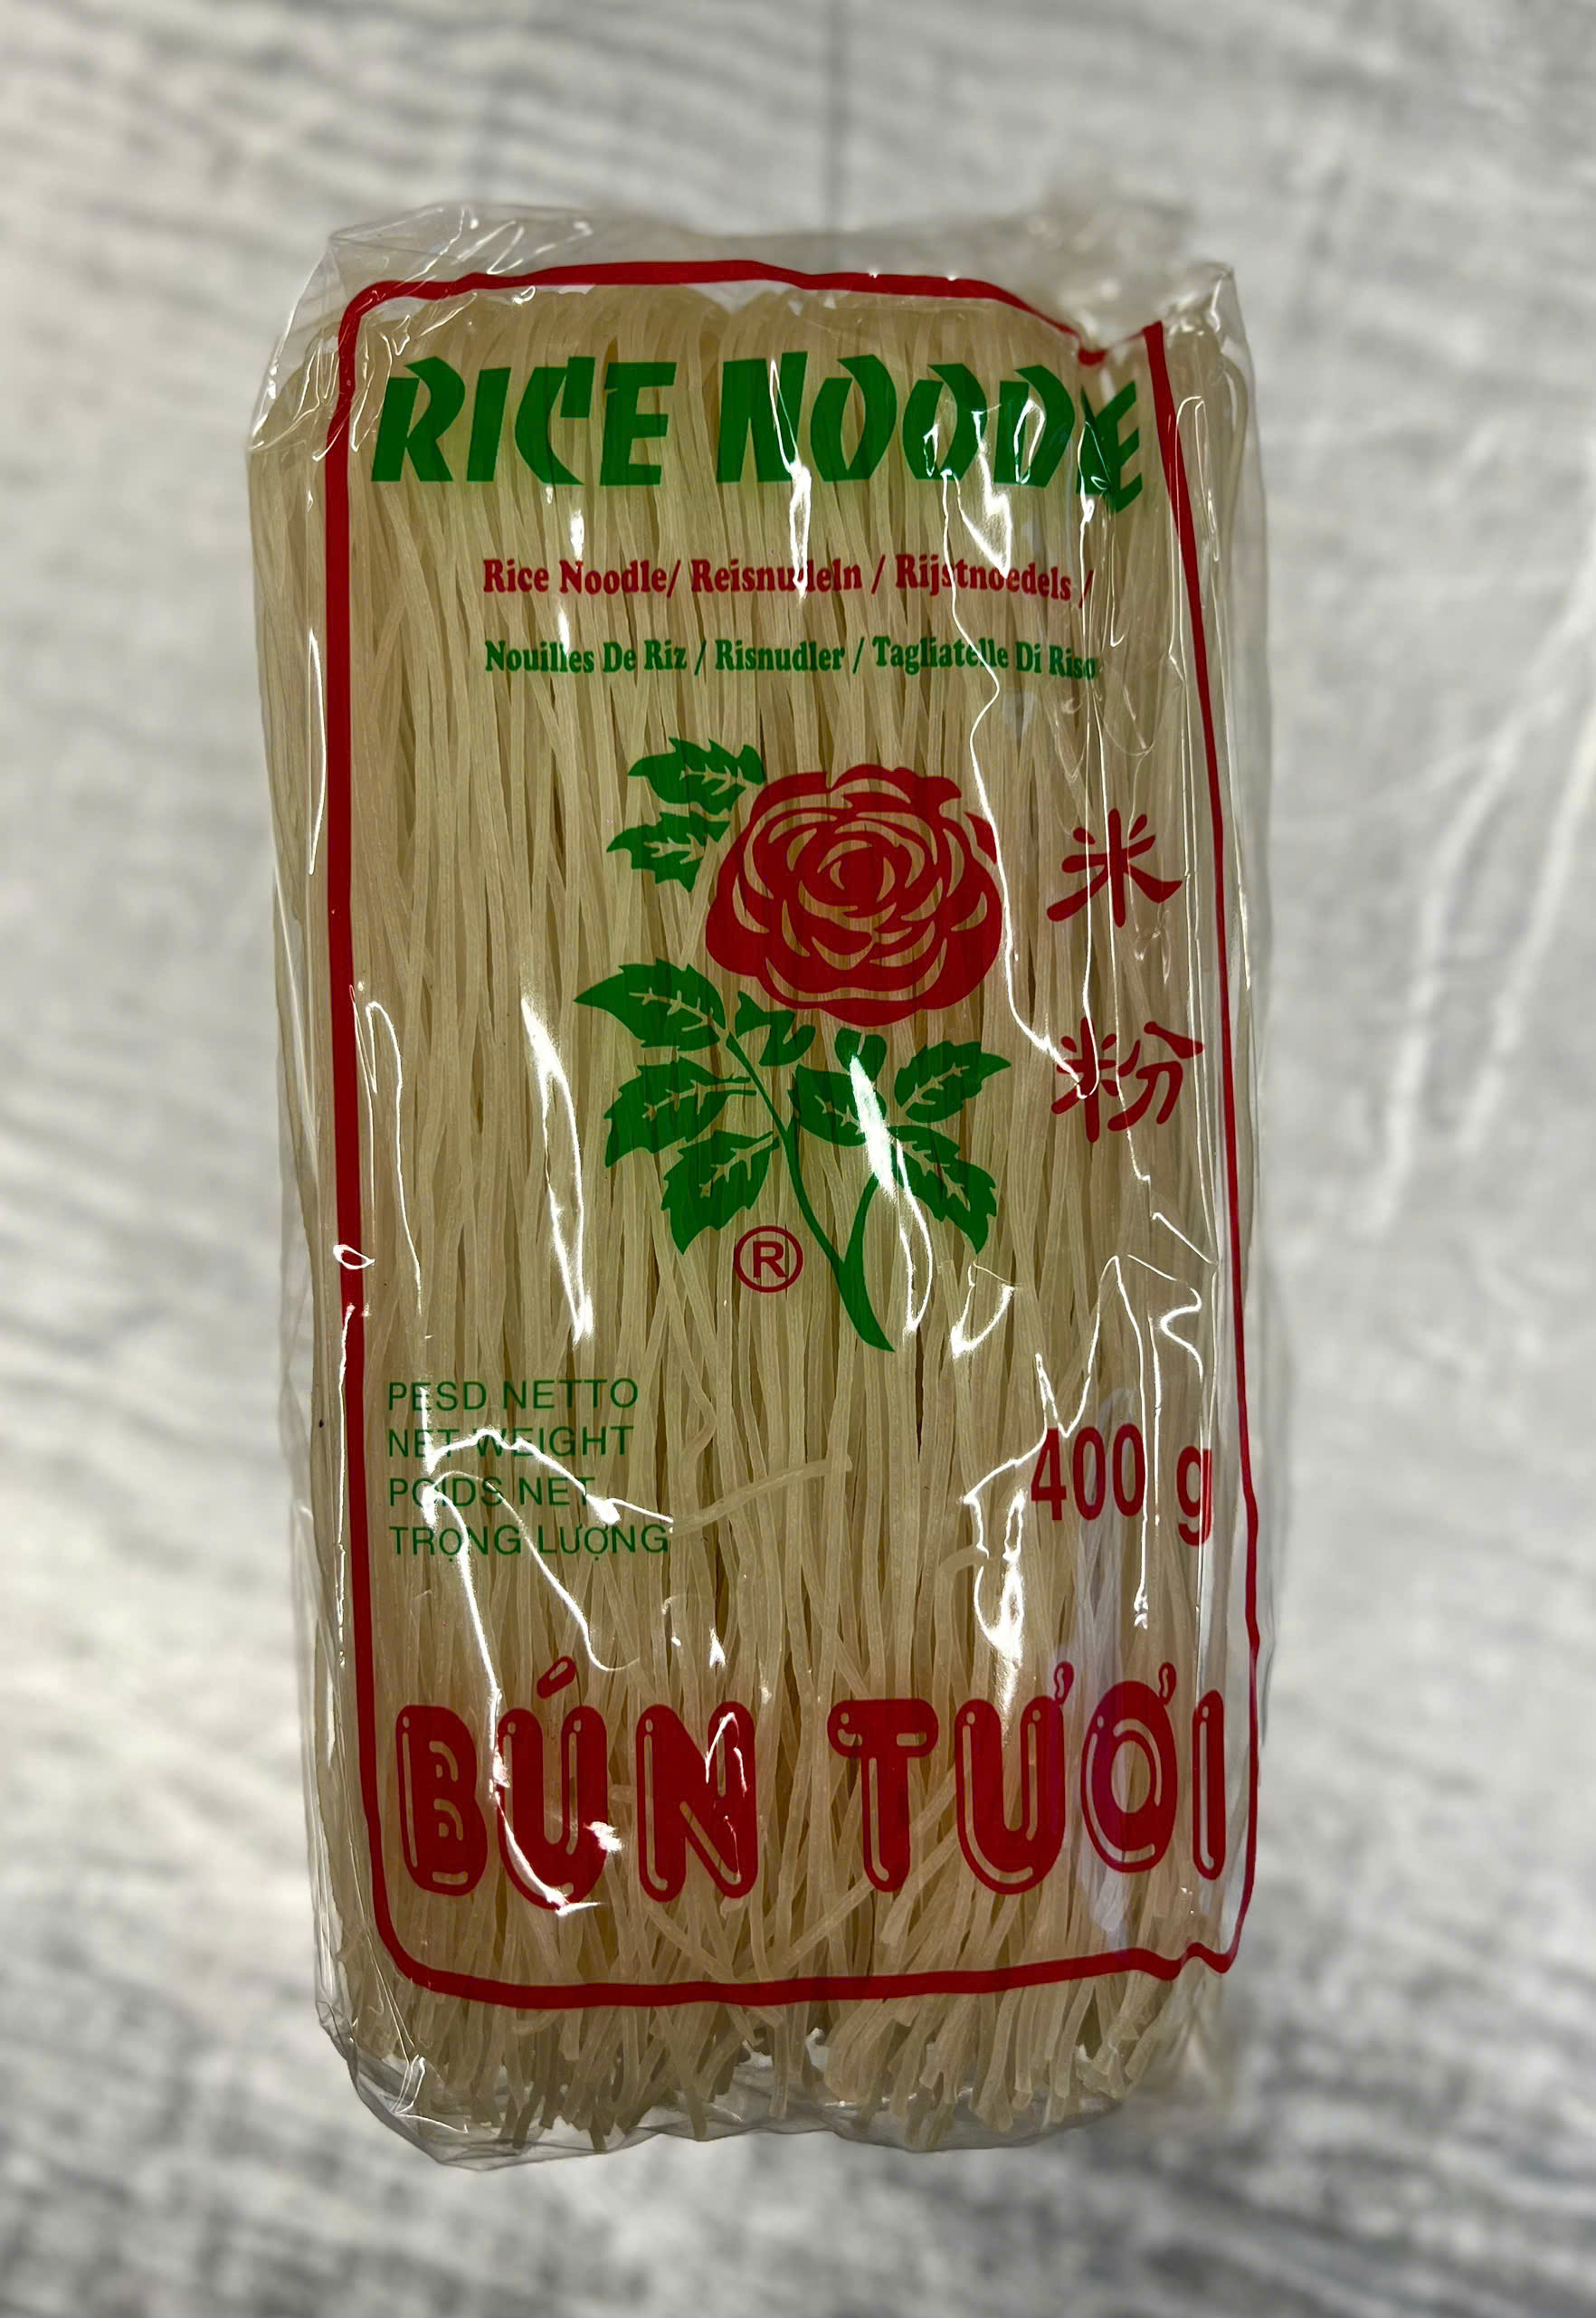 RICE NOODE
Rice Noodle/ Reisnudeln / Rijstnoedels /
Nouilles De Riz / Risnudler / Tagliatelle Di Riso
米
粉
®
PESD NETTO
NET WEIGHT
POIDS NET
TRỌNG LƯỢNG
400 g
BÚN TƯƠI